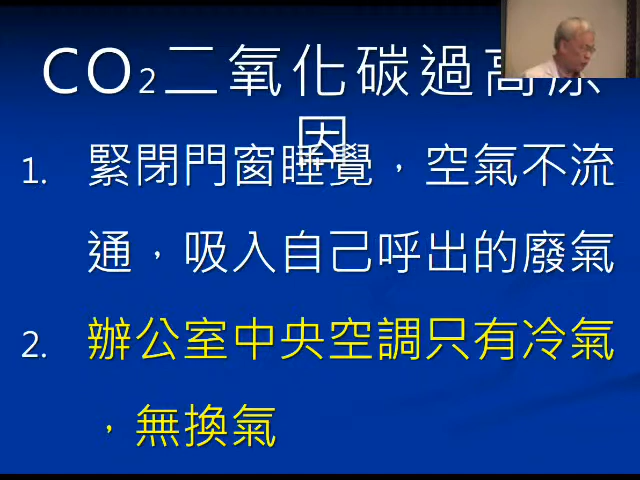 CO₂二氧化碳過高原
因
1. 緊閉門窗睡覺，空氣不流
通，吸入自己呼出的廢氣
2. 辦公室中央空調只有冷氣
，無換氣